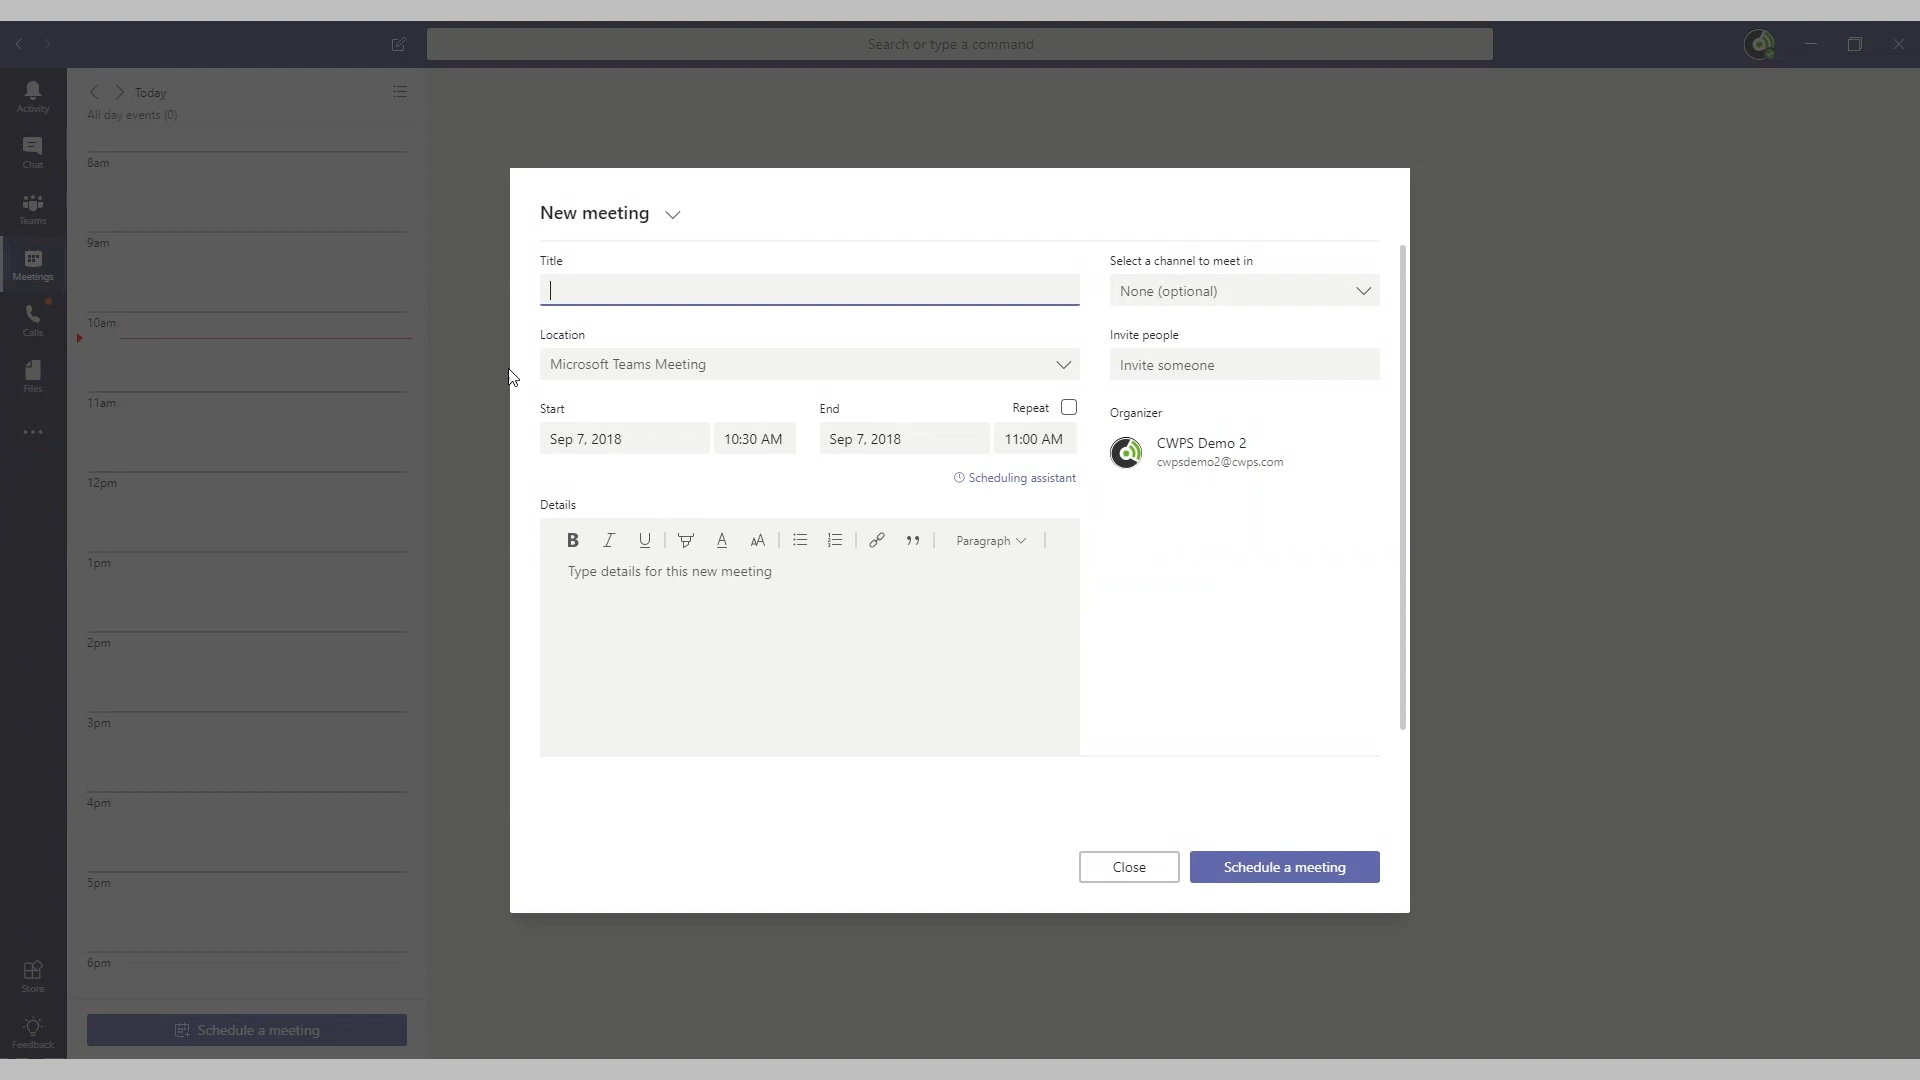 Search or type a command
Activity
Chat
Teams
Meetings
Calls
Files
Store
Feedback
Today
All day events (0)
8am
9am
10am
11am
12pm
1pm
2pm
3pm
4pm
5pm
6pm
Schedule a meeting
New meeting
Title
Select a channel to meet in
None (optional)
Location
Invite people
Microsoft Teams Meeting
Invite someone
Start
End
Repeat
Organizer
Sep 7, 2018
10:30 AM
Sep 7, 2018
11:00 AM
CWPS Demo 2
cwpsdemo2@cwps.com
Scheduling assistant
Details
B I U A AA Paragraph
Type details for this new meeting
Close
Schedule a meeting